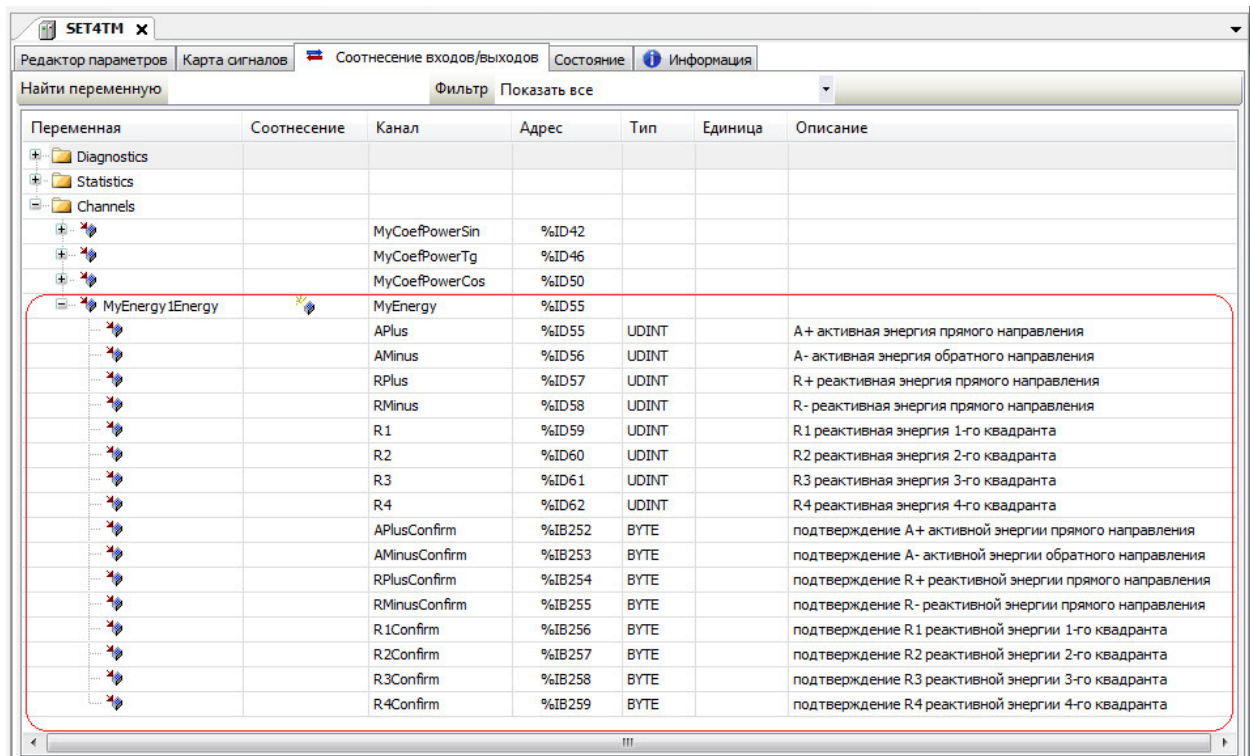 SET4TM X
Редактор параметров Карта сигналов Соотнесение входов/выходов Состояние Информация
Найти переменную Фильтр Показать все
Переменная Соотнесение Канал Адрес Тип Единица Описание
Diagnostics
Statistics
Channels
MyCoefPowerSin %ID42
MyCoefPowerTg %ID46
MyCoefPowerCos %ID50
MyEnergy1Energy MyEnergy %ID55
APlus %ID55 UDINT A+ активная энергия прямого направления
AMinus %ID56 UDINT A- активная энергия обратного направления
RPlus %ID57 UDINT R+ реактивная энергия прямого направления
RMinus %ID58 UDINT R- реактивная энергия прямого направления
R1 %ID59 UDINT R1 реактивная энергия 1-го квадранта
R2 %ID60 UDINT R2 реактивная энергия 2-го квадранта
R3 %ID61 UDINT R3 реактивная энергия 3-го квадранта
R4 %ID62 UDINT R4 реактивная энергия 4-го квадранта
APlusConfirm %IB252 BYTE подтверждение A+ активной энергии прямого направления
AMinusConfirm %IB253 BYTE подтверждение A- активной энергии обратного направления
RPlusConfirm %IB254 BYTE подтверждение R+ реактивной энергии прямого направления
RMinusConfirm %IB255 BYTE подтверждение R- реактивной энергии прямого направления
R1Confirm %IB256 BYTE подтверждение R1 реактивной энергии 1-го квадранта
R2Confirm %IB257 BYTE подтверждение R2 реактивной энергии 2-го квадранта
R3Confirm %IB258 BYTE подтверждение R3 реактивной энергии 3-го квадранта
R4Confirm %IB259 BYTE подтверждение R4 реактивной энергии 4-го квадранта